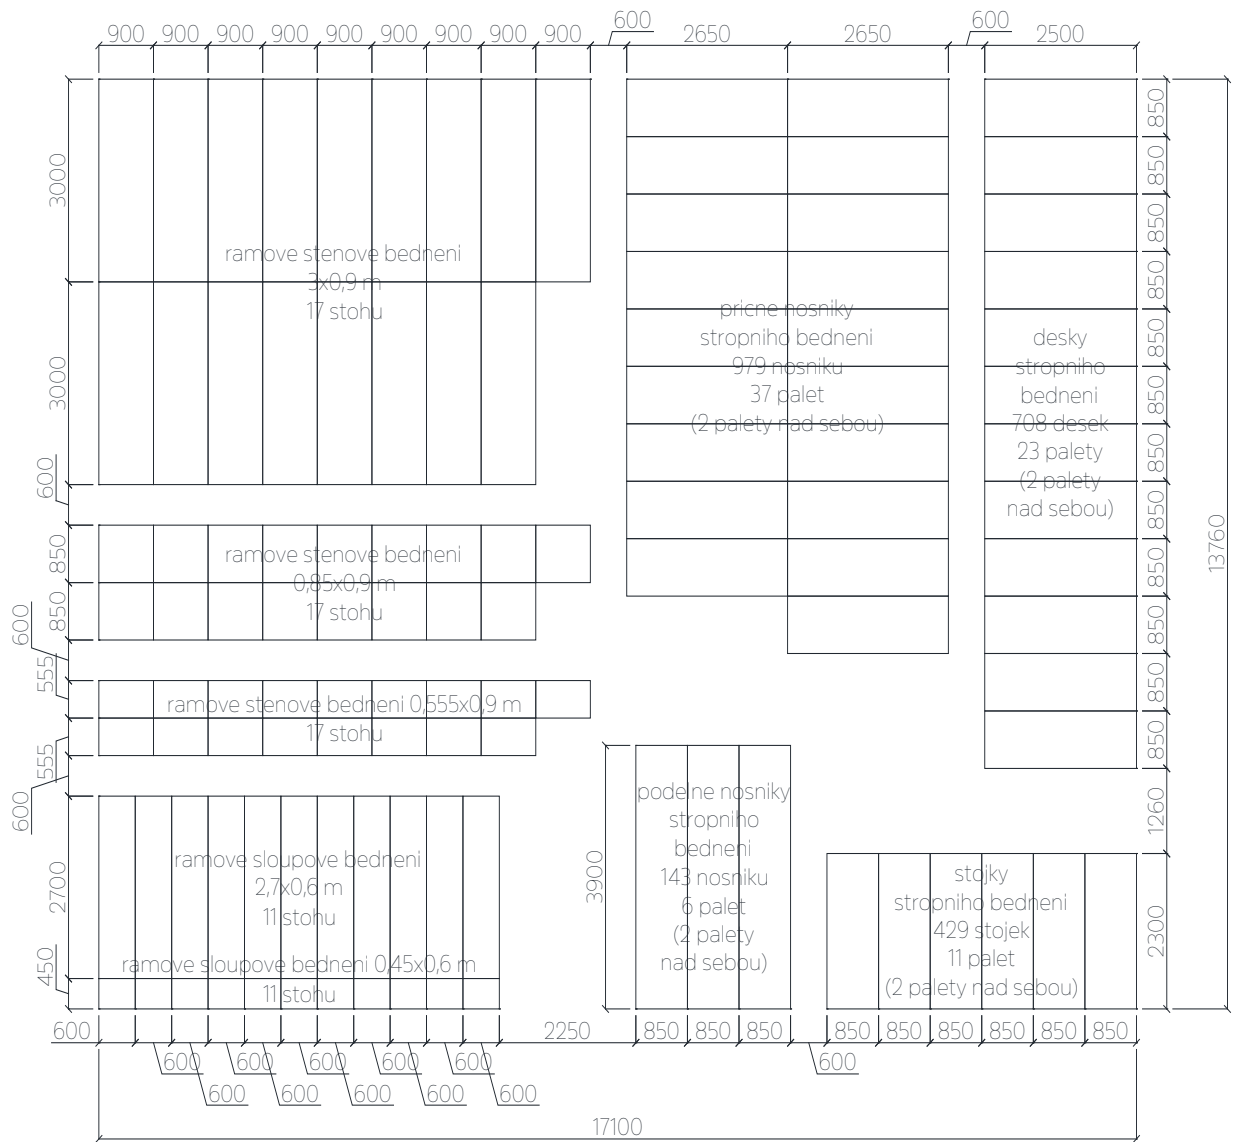 600
600
900 900 900 900 900 900 900 900 900
2650
2650
2500
3000
3000
600
850
850
600
555
555
600
2700
450
ramove stenove bedneni
3x0,9 m
17 stohu
ramove stenove bedneni
0,85x0,9 m
17 stohu
ramove stenove bedneni 0,555x0,9 m
17 stohu
ramove sloupove bedneni
2,7x0,6 m
11 stohu
ramove sloupove bedneni 0,45x0,6 m
11 stohu
pricne nosniky
stropniho bedneni
979 nosniku
37 palet
(2 palety nad sebou)
desky
stropniho
bedneni
708 desek
23 palety
(2 palety
nad sebou)
3900
podelne nosniky
stropniho
bedneni
143 nosniku
6 palet
(2 palety
nad sebou)
stojky
stropniho bedneni
429 stojek
11 palet
(2 palety nad sebou)
850
850
850
850
850
850
850
850
850
850
850
850
1260
2300
13760
600
2250
850 850 850
850 850 850 850 850 850
600 600 600 600 600
600
600 600 600 600 600
17100